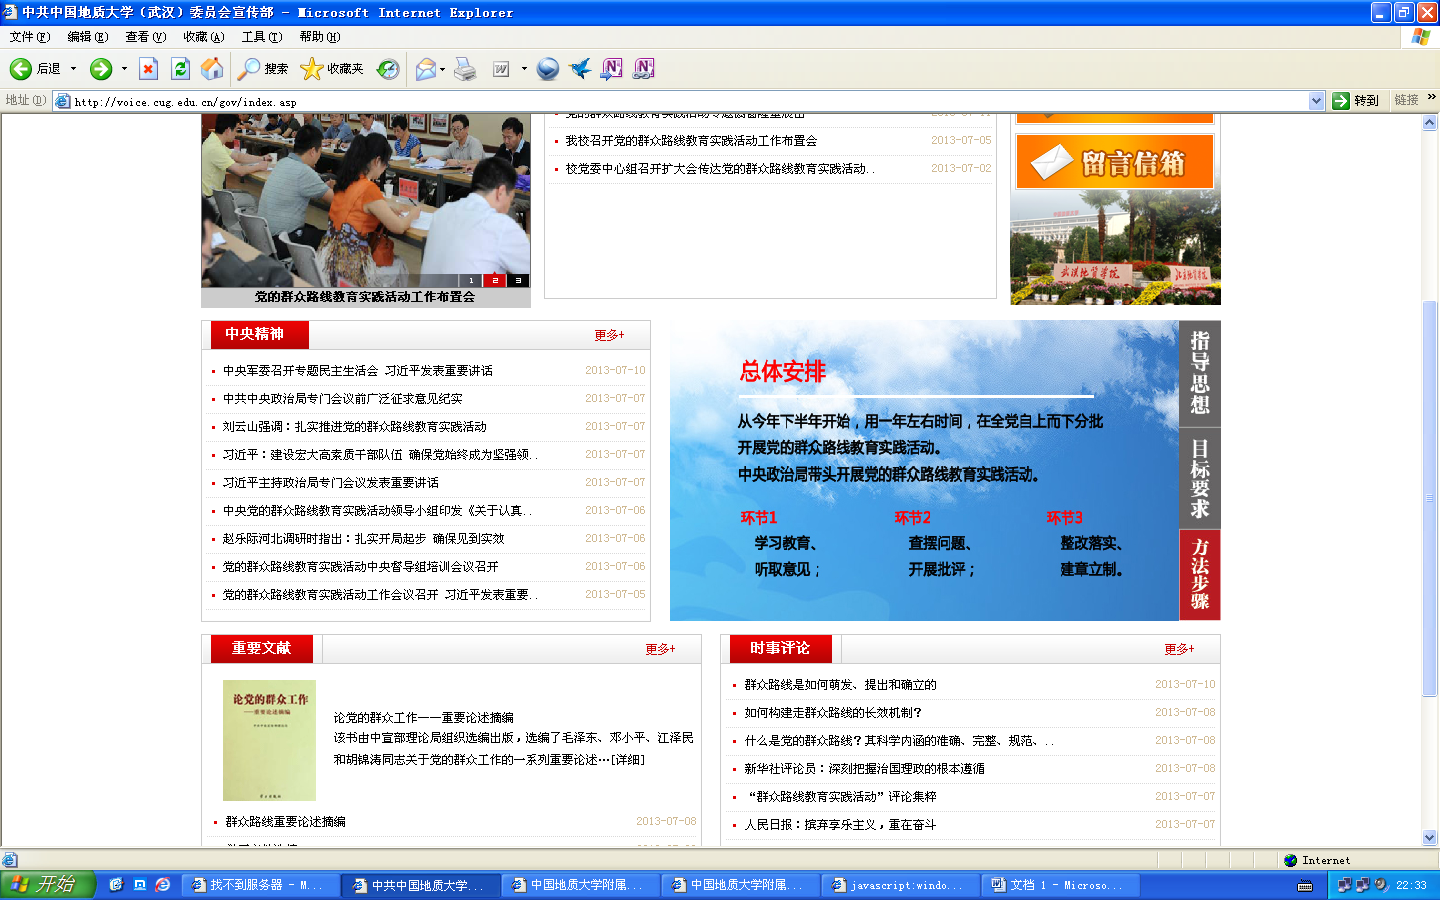 中共中国地质大学（武汉）委员会宣传部 - Microsoft Internet Explorer
文件(F) 编辑(E) 查看(V) 收藏(A) 工具(T) 帮助(H)
后退 搜索 收藏夹
地址(D) http://voice.cug.edu.cn/gov/index.asp 转到 链接 »
我校召开党的群众路线教育实践活动工作布置会 2013-07-05
校党委中心组召开扩大会传达党的群众路线教育实践活动.. 2013-07-02
留言信箱
1 2 3
党的群众路线教育实践活动工作布置会
中央精神 更多+
中央军委召开专题民主生活会 习近平发表重要讲话 2013-07-10
中共中央政治局专门会议前广泛征求意见纪实 2013-07-07
刘云山强调：扎实推进党的群众路线教育实践活动 2013-07-07
习近平：建设宏大高素质干部队伍 确保党始终成为坚强领.. 2013-07-07
习近平主持政治局专门会议发表重要讲话 2013-07-07
中央党的群众路线教育实践活动领导小组印发《关于认真.. 2013-07-06
赵乐际河北调研时指出：扎实开局起步 确保见到实效 2013-07-06
党的群众路线教育实践活动中央督导组培训会议召开 2013-07-06
党的群众路线教育实践活动工作会议召开 习近平发表重要.. 2013-07-05
总体安排
从今年下半年开始，用一年左右时间，在全党自上而下分批
开展党的群众路线教育实践活动。
中央政治局带头开展党的群众路线教育实践活动。
环节1 环节2 环节3
学习教育、 查摆问题、 整改落实、
听取意见； 开展批评； 建章立制。
指导思想
目标要求
方法步骤
重要文献 更多+
论党的群众工作
——重要论述摘编
论党的群众工作——重要论述摘编
该书由中宣部理论局组织选编出版，选编了毛泽东、邓小平、江泽民
和胡锦涛同志关于党的群众工作的一系列重要论述…[详细]
群众路线重要论述摘编 2013-07-08
时事评论 更多+
群众路线是如何萌发、提出和确立的 2013-07-10
如何构建走群众路线的长效机制？ 2013-07-08
什么是党的群众路线？其科学内涵的准确、完整、规范、.. 2013-07-08
新华社评论员：深刻把握治国理政的根本遵循 2013-07-08
“群众路线教育实践活动”评论集粹 2013-07-07
人民日报：摈弃享乐主义，重在奋斗 2013-07-07
Internet
开始 找不到服务器 - M... 中共中国地质大学... 中国地质大学附属... 中国地质大学附属... javascript:windo... 文档 1 - Microso... 22:33